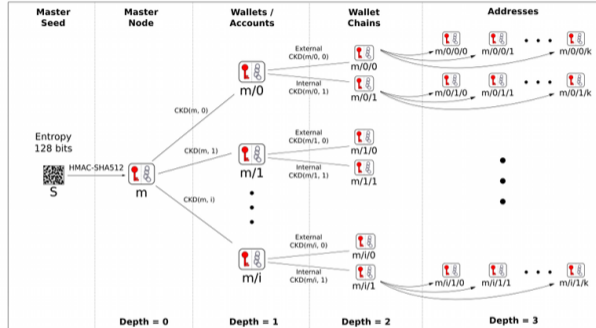 Master Seed
Master Node
Wallets / Accounts
Wallet Chains
Addresses
External
CKD(m/0, 0)
m/0/0
m/0/0/0
m/0/0/1
m/0/0/k
m/0
Internal
CKD(m/0, 1)
m/0/1
m/0/1/0
m/0/1/1
m/0/1/k
CKD(m, 0)
Entropy
128 bits
HMAC-SHA512
S
m
CKD(m, 1)
m/1
External
CKD(m/1, 0)
m/1/0
Internal
CKD(m/1, 1)
m/1/1
CKD(m, i)
m/i
External
CKD(m/i, 0)
m/i/0
Internal
CKD(m/i, 1)
m/i/1
m/i/1/0
m/i/1/1
m/i/1/k
Depth = 0
Depth = 1
Depth = 2
Depth = 3